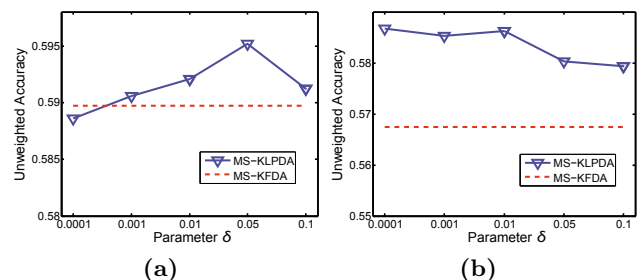 Unweighted Accuracy
0.595
0.59
0.585
0.58
MS−KLPDA
MS−KFDA
0.0001 0.001 0.01 0.05 0.1
Parameter δ
(a)
Unweighted Accuracy
0.58
0.57
0.56
0.55
MS−KLPDA
MS−KFDA
0.0001 0.001 0.01 0.05 0.1
Parameter δ
(b)